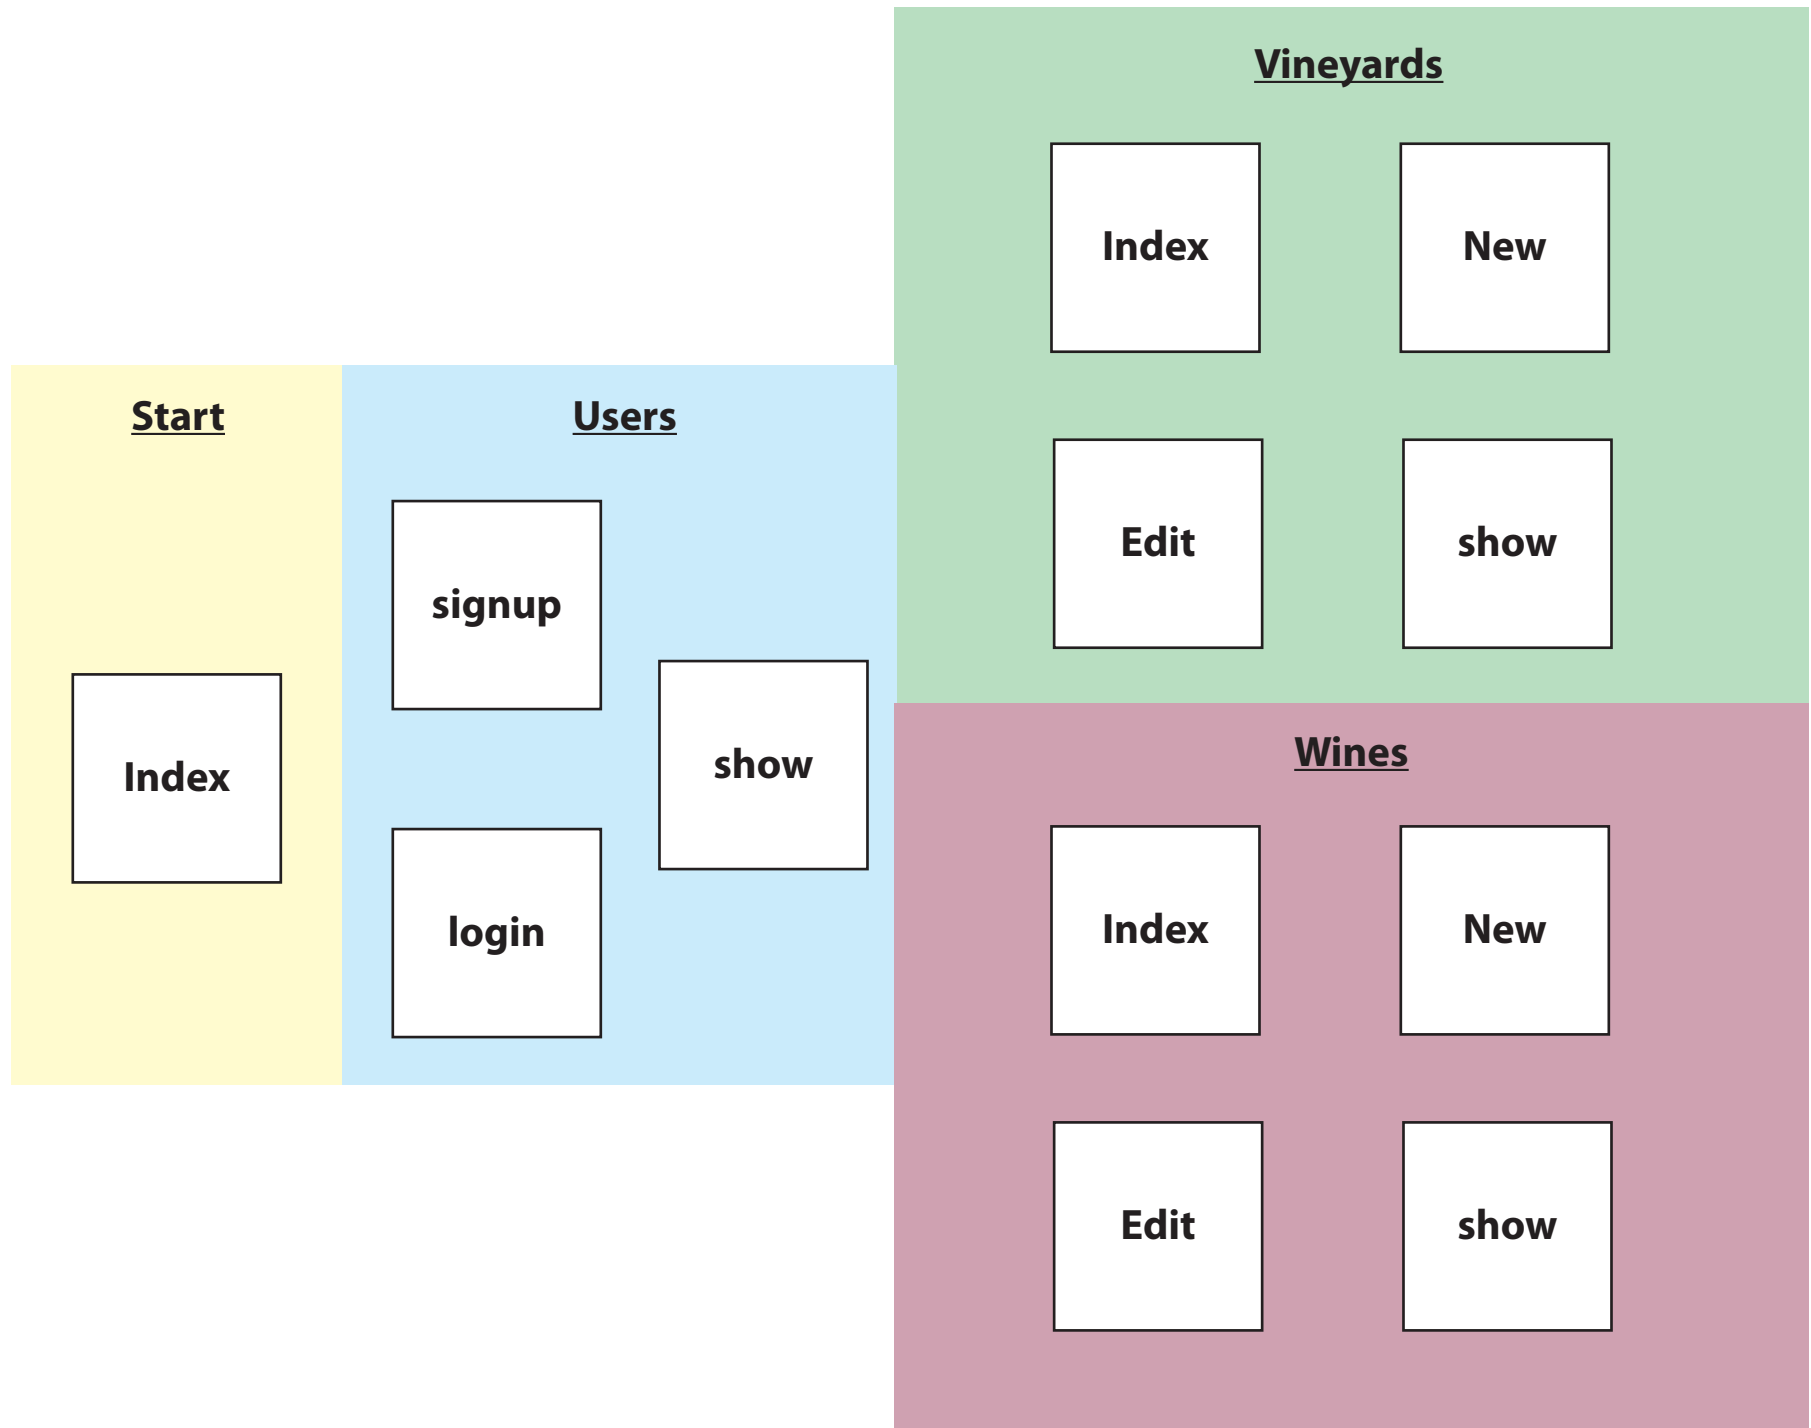 Start
Index
Users
signup
show
login
Vineyards
Index
New
Edit
show
Wines
Index
New
Edit
show